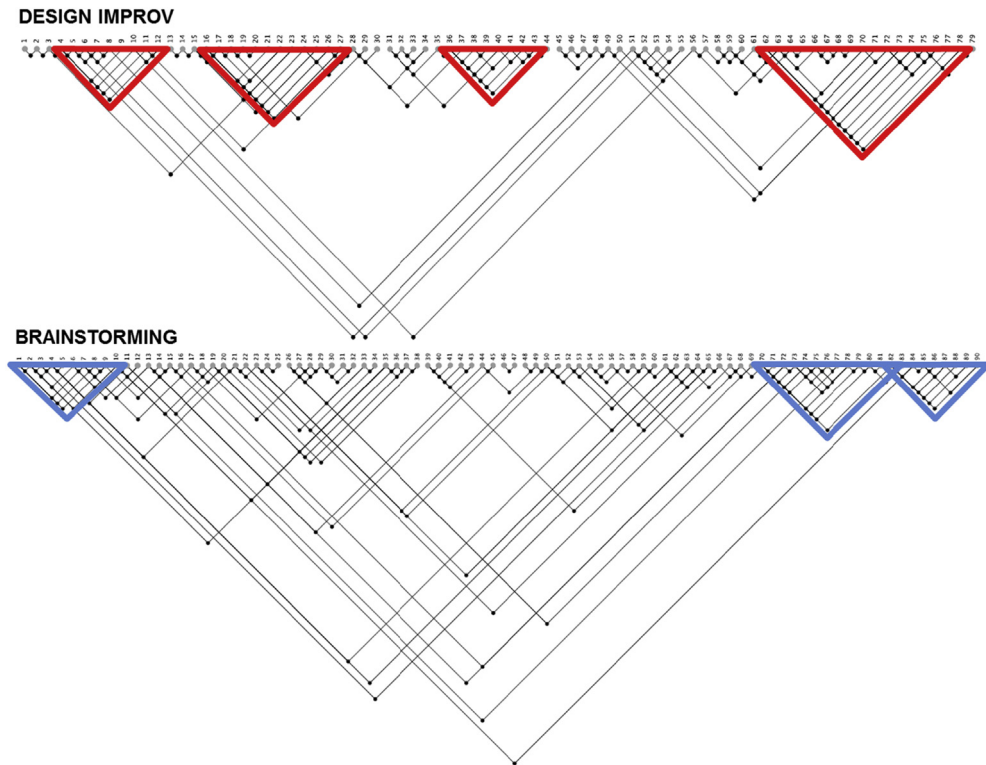 DESIGN IMPROV
1 2 3 4 5 6 7 8 9 10 11 12 13 14 15 16 17 18 19 20 21 22 23 24 25 26 27 28 29 30 31 32 33 34 35 36 37 38 39 40 41 42 43 44 45 46 47 48 49 50 51 52 53 54 55 56 57 58 59 60 61 62 63 64 65 66 67 68 69 70 71 72 73 74 75 76 77 78 79
BRAINSTORMING
1 2 3 4 5 6 7 8 9 10 11 12 13 14 15 16 17 18 19 20 21 22 23 24 25 26 27 28 29 30 31 32 33 34 35 36 37 38 39 40 41 42 43 44 45 46 47 48 49 50 51 52 53 54 55 56 57 58 59 60 61 62 63 64 65 66 67 68 69 70 71 72 73 74 75 76 77 78 79 80 81 82 83 84 85 86 87 88 89 90